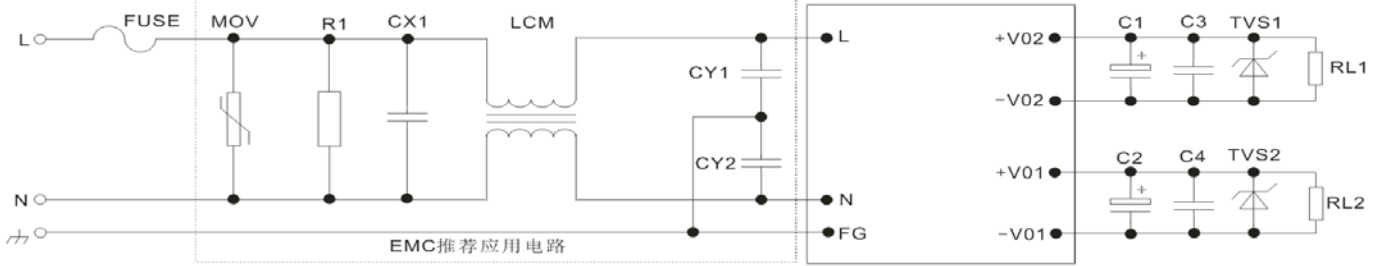 FUSE MOV R1 CX1 LCM C1 C3 TVS1
L L +V02 +
CY1 RL1
-V02
CY2 C2 C4 TVS2
+V01 +
N N RL2
FG -V01
EMC推荐应用电路